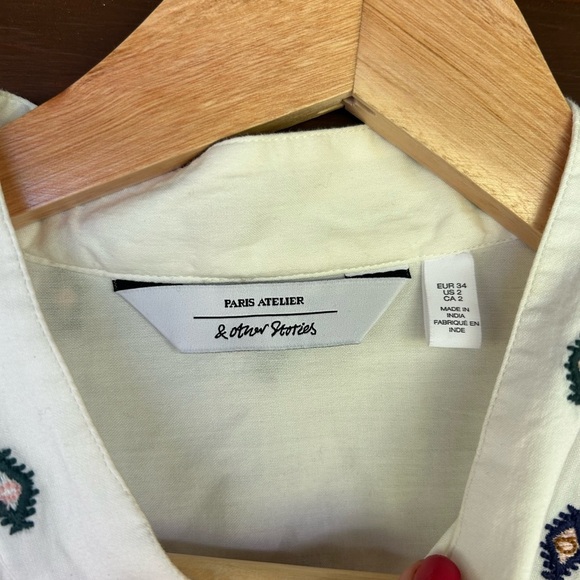 PARIS ATELIER
& Other Stories
EUR 34
US 2
CA 2
MADE IN
INDIA
FABRIQUÉ EN
INDE